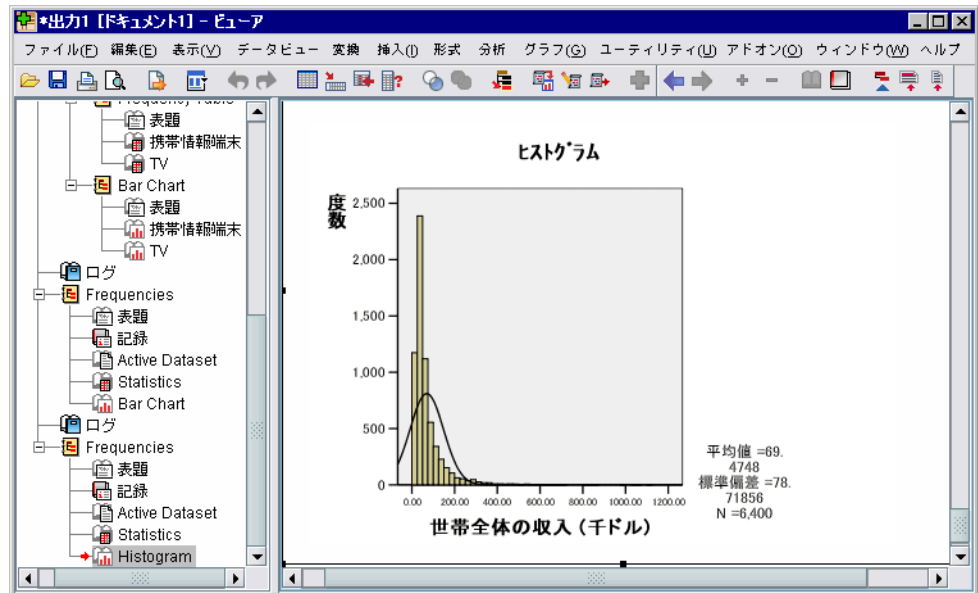 *出力1 [ドキュメント1] - ビューア
ファイル(F) 編集(E) 表示(V) データビュー 変換 挿入(I) 形式 分析 グラフ(G) ユーティリティ(U) アドオン(O) ウィンドウ(W) ヘルプ
Frequency Table
表題
携帯情報端末
TV
Bar Chart
表題
携帯情報端末
TV
ログ
Frequencies
表題
記録
Active Dataset
Statistics
Bar Chart
ログ
Frequencies
表題
記録
Active Dataset
Statistics
Histogram
ヒストグラム
度数
2,500
2,000
1,500
1,000
500
0
0.00 200.00 400.00 600.00 800.00 1000.00 1200.00
世帯全体の収入(千ドル)
平均値 =69.
4748
標準偏差 =78.
71856
N =6,400